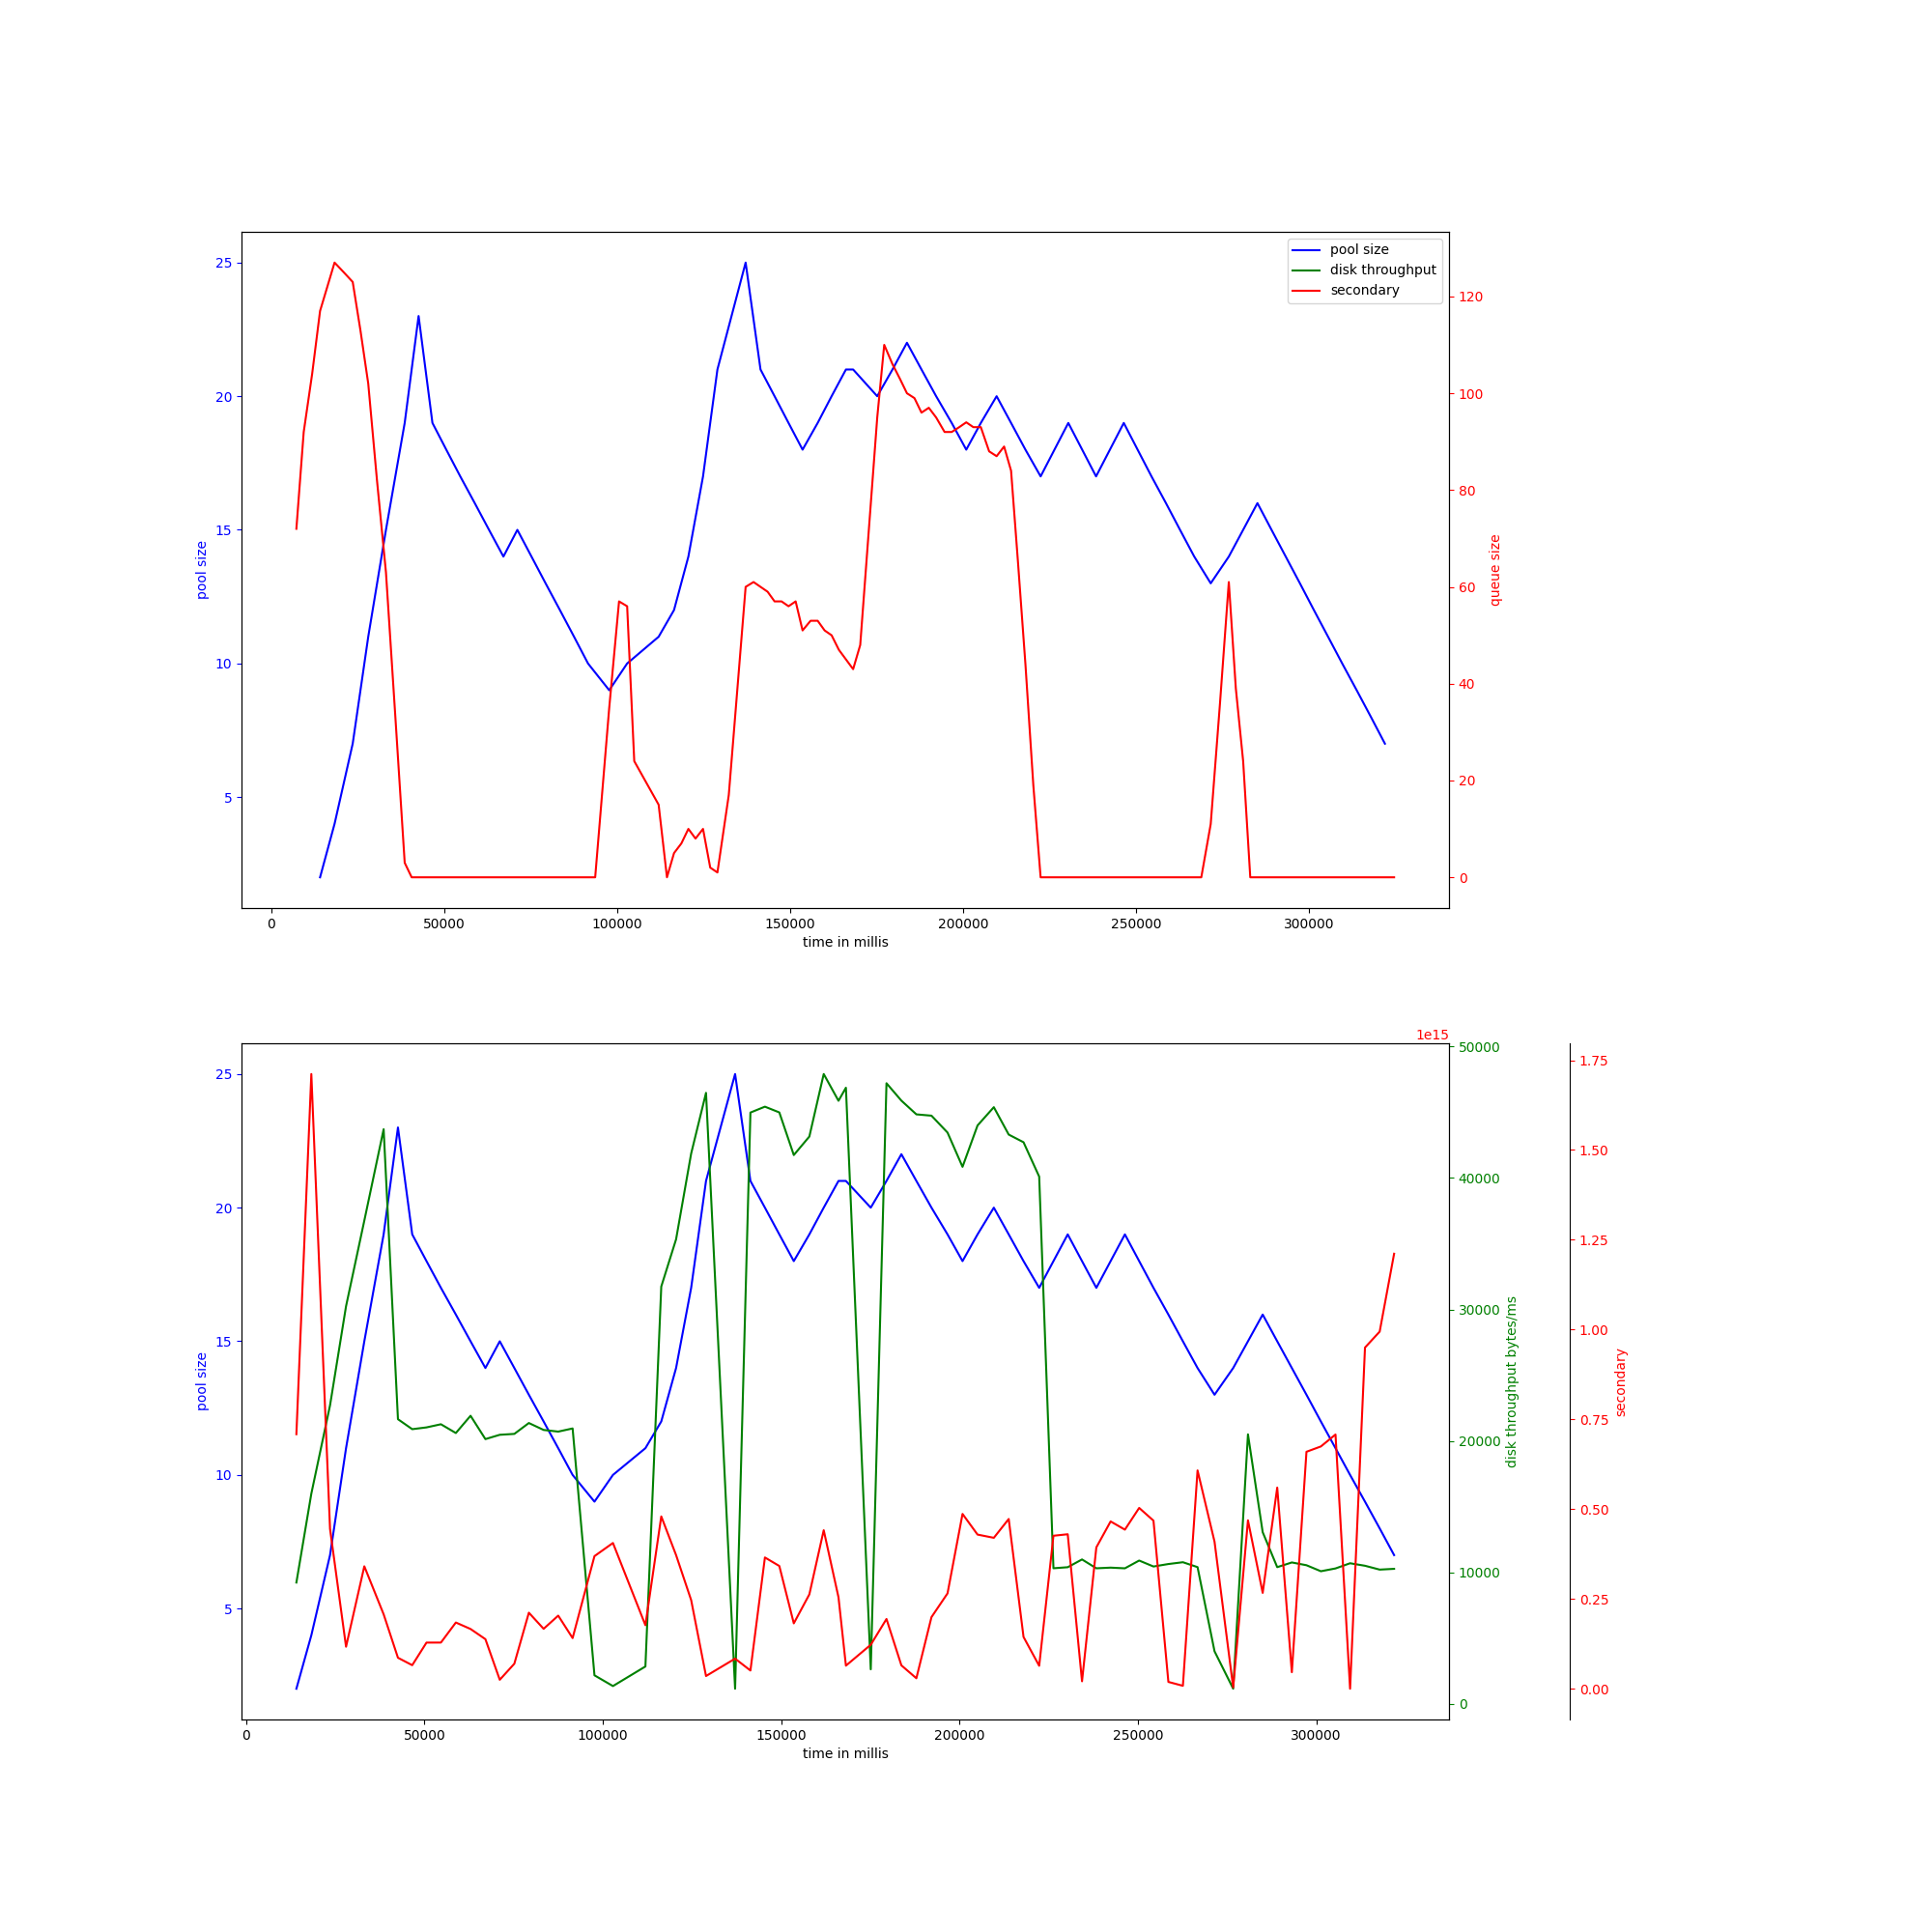 pool size
disk throughput
secondary
25
20
15
10
5
pool size
120
100
80
60
40
20
0
queue size
0 50000 100000 150000 200000 250000 300000
time in millis
1e15
25
20
15
10
5
pool size
50000
40000
30000
20000
10000
0
disk throughput bytes/ms
1.75
1.50
1.25
1.00
0.75
0.50
0.25
0.00
secondary
0 50000 100000 150000 200000 250000 300000
time in millis